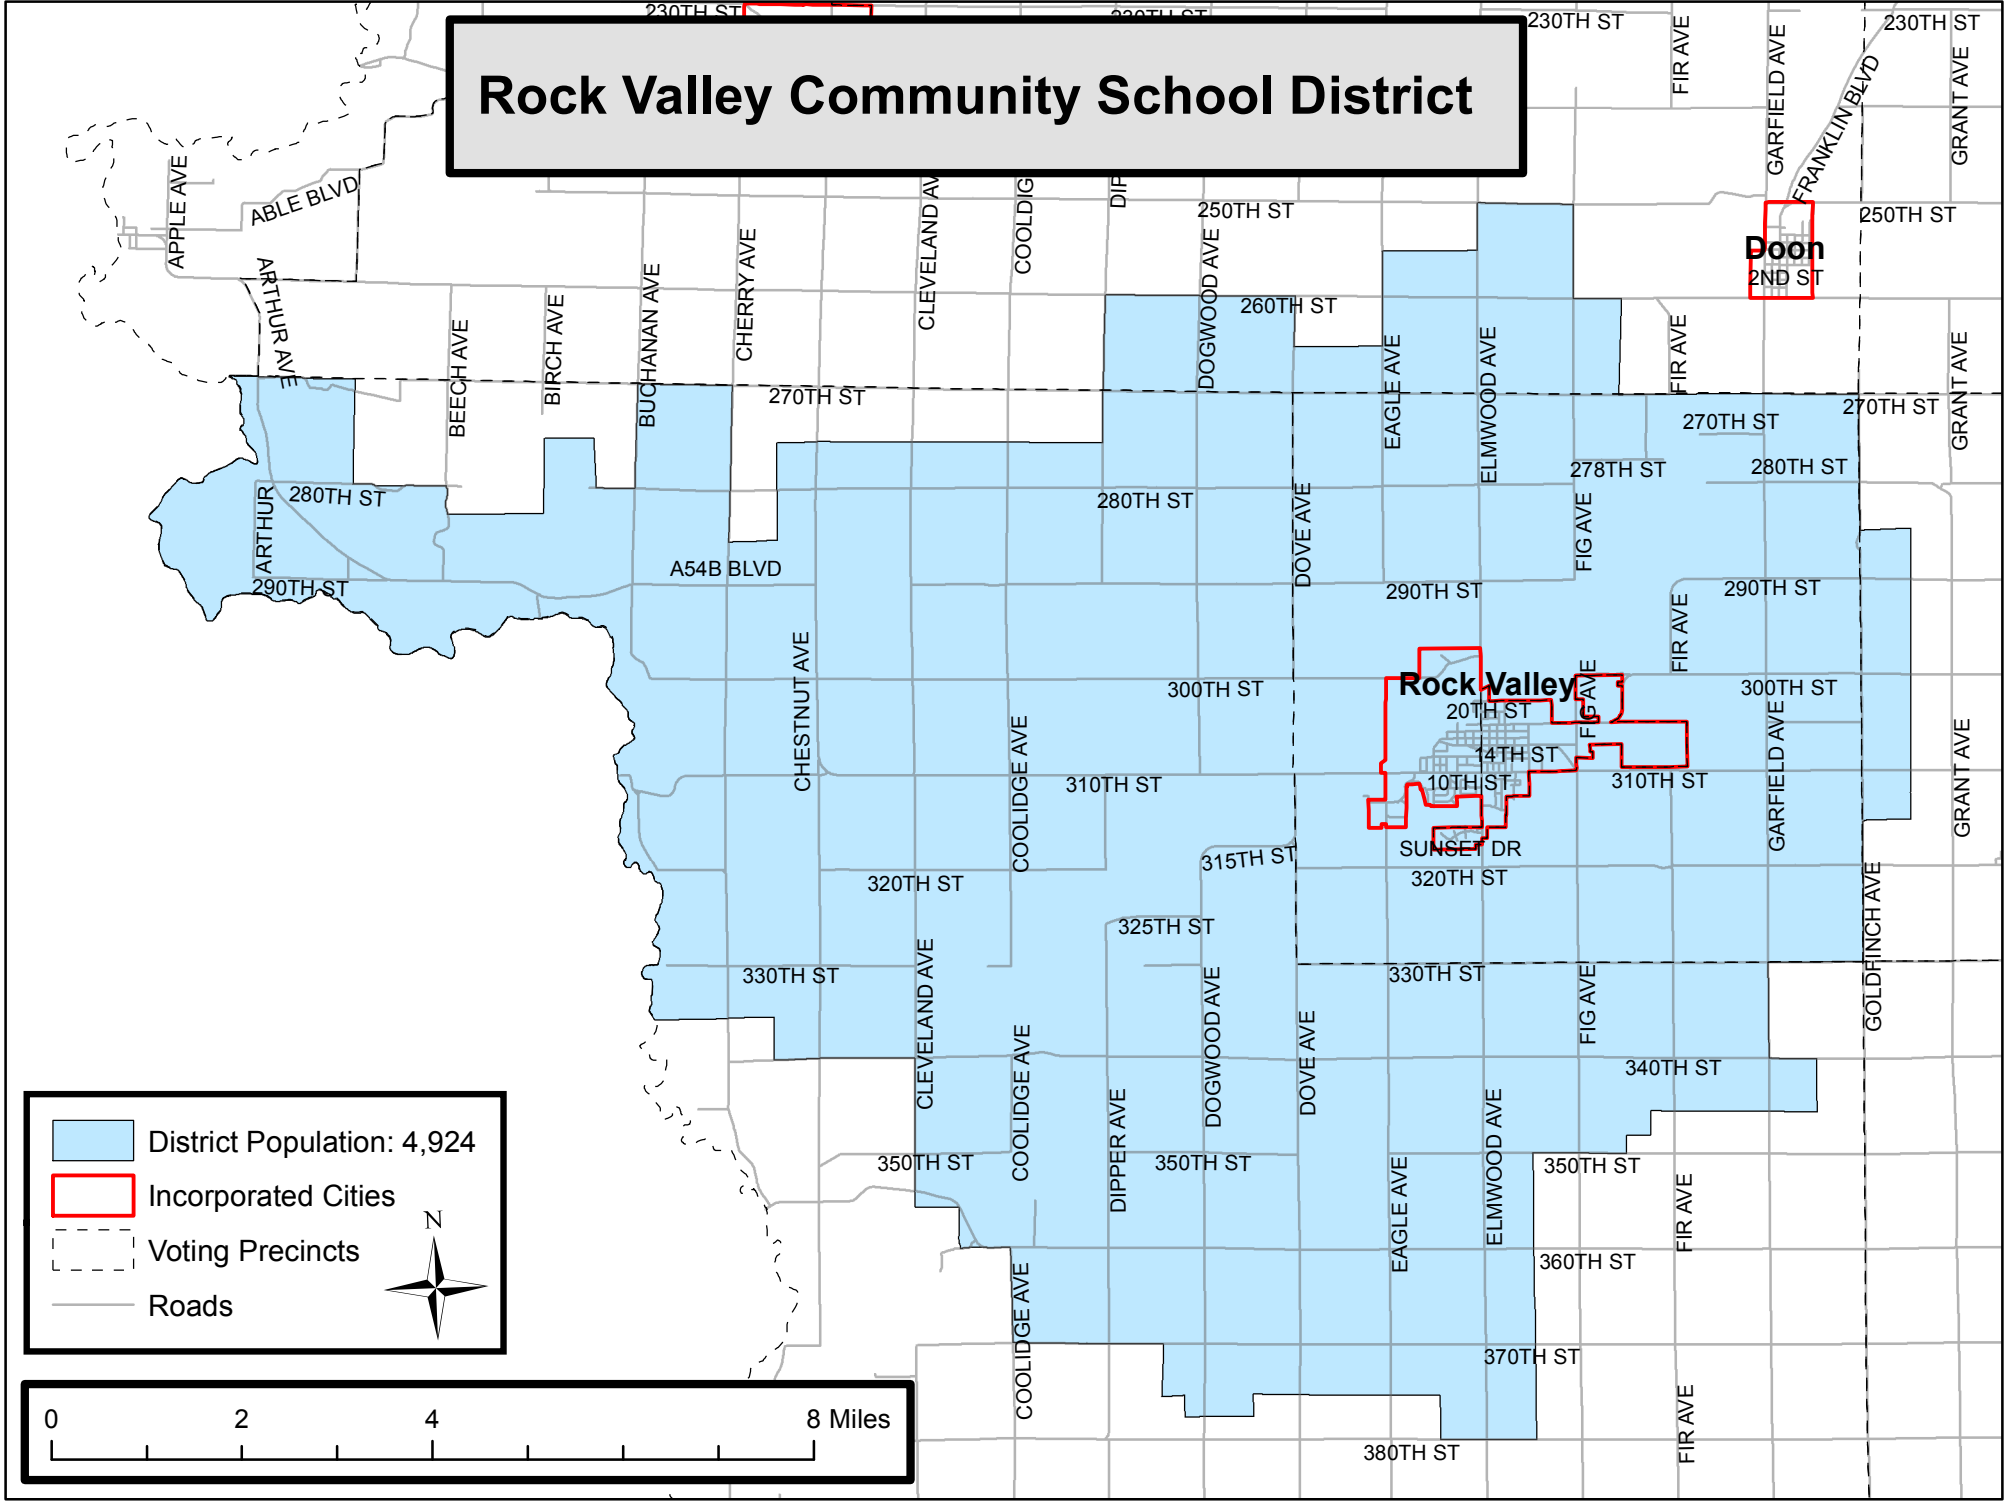 230TH ST
230TH ST
230TH ST
230TH ST
Rock Valley Community School District
FIR AVE
GARFIELD AVE
FRANKLIN BLVD
GRANT AVE
APPLE AVE
ABLE BLVD
ARTHUR AVE
BEECH AVE
BIRCH AVE
BUCHANAN AVE
CHERRY AVE
CLEVELAND AV
COOLIDG
DIP
DOGWOOD AVE
250TH ST
250TH ST
Doon
2ND ST
260TH ST
EAGLE AVE
ELMWOOD AVE
FIR AVE
GRANT AVE
270TH ST
270TH ST
270TH ST
278TH ST
280TH ST
280TH ST
280TH ST
ARTHUR
DOVE AVE
FIG AVE
A54B BLVD
290TH ST
290TH ST
290TH ST
CHESTNUT AVE
COOLIDGE AVE
FIR AVE
300TH ST
Rock Valley
FIG AVE
300TH ST
20TH ST
14TH ST
10TH ST
310TH ST
310TH ST
GARFIELD AVE
GRANT AVE
SUNSET DR
315TH ST
320TH ST
320TH ST
325TH ST
330TH ST
330TH ST
CLEVELAND AVE
COOLIDGE AVE
DOGWOOD AVE
DOVE AVE
FIG AVE
GOLDFINCH AVE
340TH ST
DIPPER AVE
EAGLE AVE
ELMWOOD AVE
350TH ST
350TH ST
350TH ST
FIR AVE
360TH ST
COOLIDGE AVE
370TH ST
FIR AVE
380TH ST
District Population: 4,924
Incorporated Cities
Voting Precincts
Roads
N
0 2 4 8 Miles